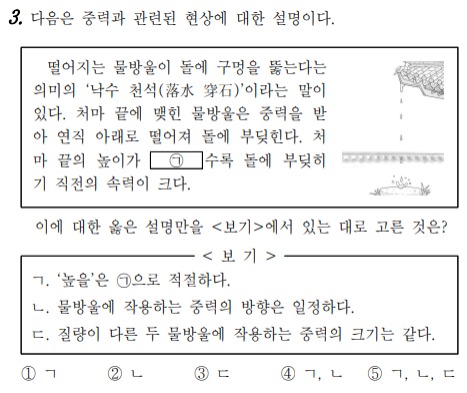 3. 다음은 중력과 관련된 현상에 대한 설명이다.
떨어지는 물방울이 돌에 구멍을 뚫는다는
의미의 ‘낙수 천석(落水 穿石)’이라는 말이
있다. 처마 끝에 맺힌 물방울은 중력을 받
아 연직 아래로 떨어져 돌에 부딪힌다. 처
마 끝의 높이가 ㉠ 수록 돌에 부딪히
기 직전의 속력이 크다.
이에 대한 옳은 설명만을 <보기>에서 있는 대로 고른 것은?
< 보 기 >
ㄱ. ‘높을’은 ㉠으로 적절하다.
ㄴ. 물방울에 작용하는 중력의 방향은 일정하다.
ㄷ. 질량이 다른 두 물방울에 작용하는 중력의 크기는 같다.
① ㄱ ② ㄴ ③ ㄷ ④ ㄱ, ㄴ ⑤ ㄱ, ㄴ, ㄷ